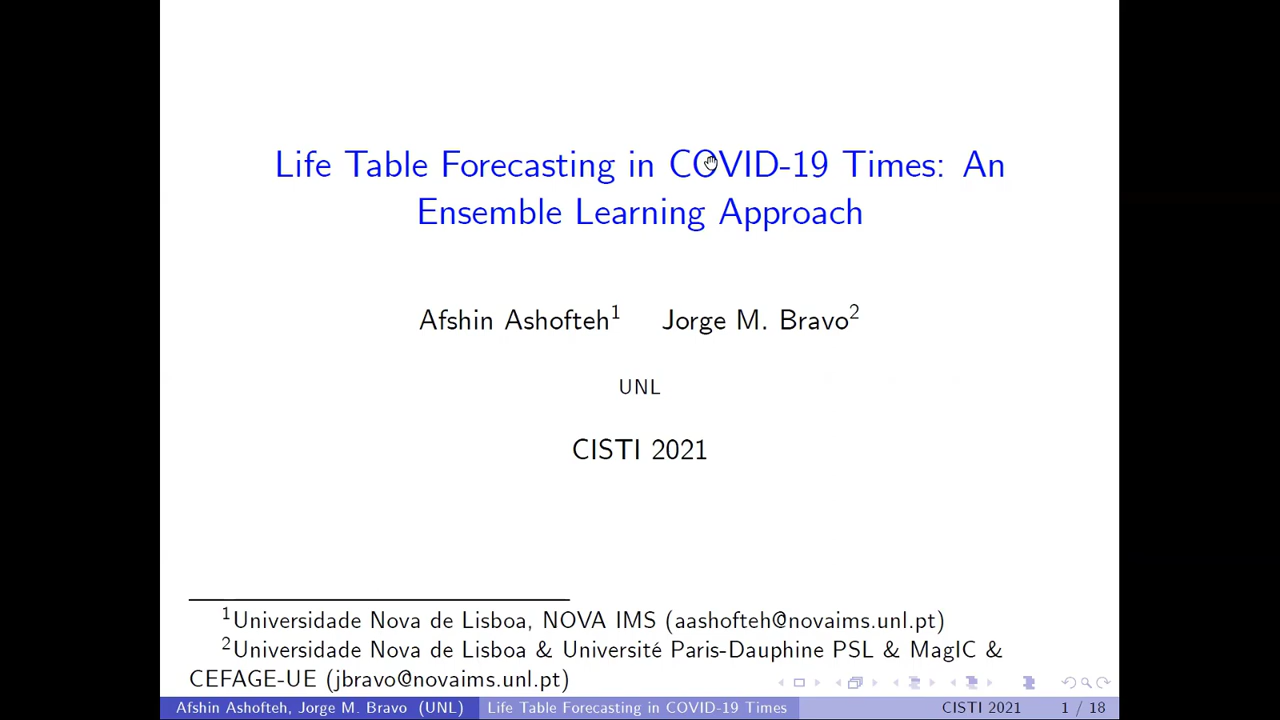 Life Table Forecasting in COVID-19 Times: An
Ensemble Learning Approach
Afshin Ashofteh1 Jorge M. Bravo2
UNL
CISTI 2021
1Universidade Nova de Lisboa, NOVA IMS (aashofteh@novaims.unl.pt)
2Universidade Nova de Lisboa & Université Paris-Dauphine PSL & MagIC &
CEFAGE-UE (jbravo@novaims.unl.pt)
Afshin Ashofteh, Jorge M. Bravo (UNL) Life Table Forecasting in COVID-19 Times CISTI 2021 1 / 18